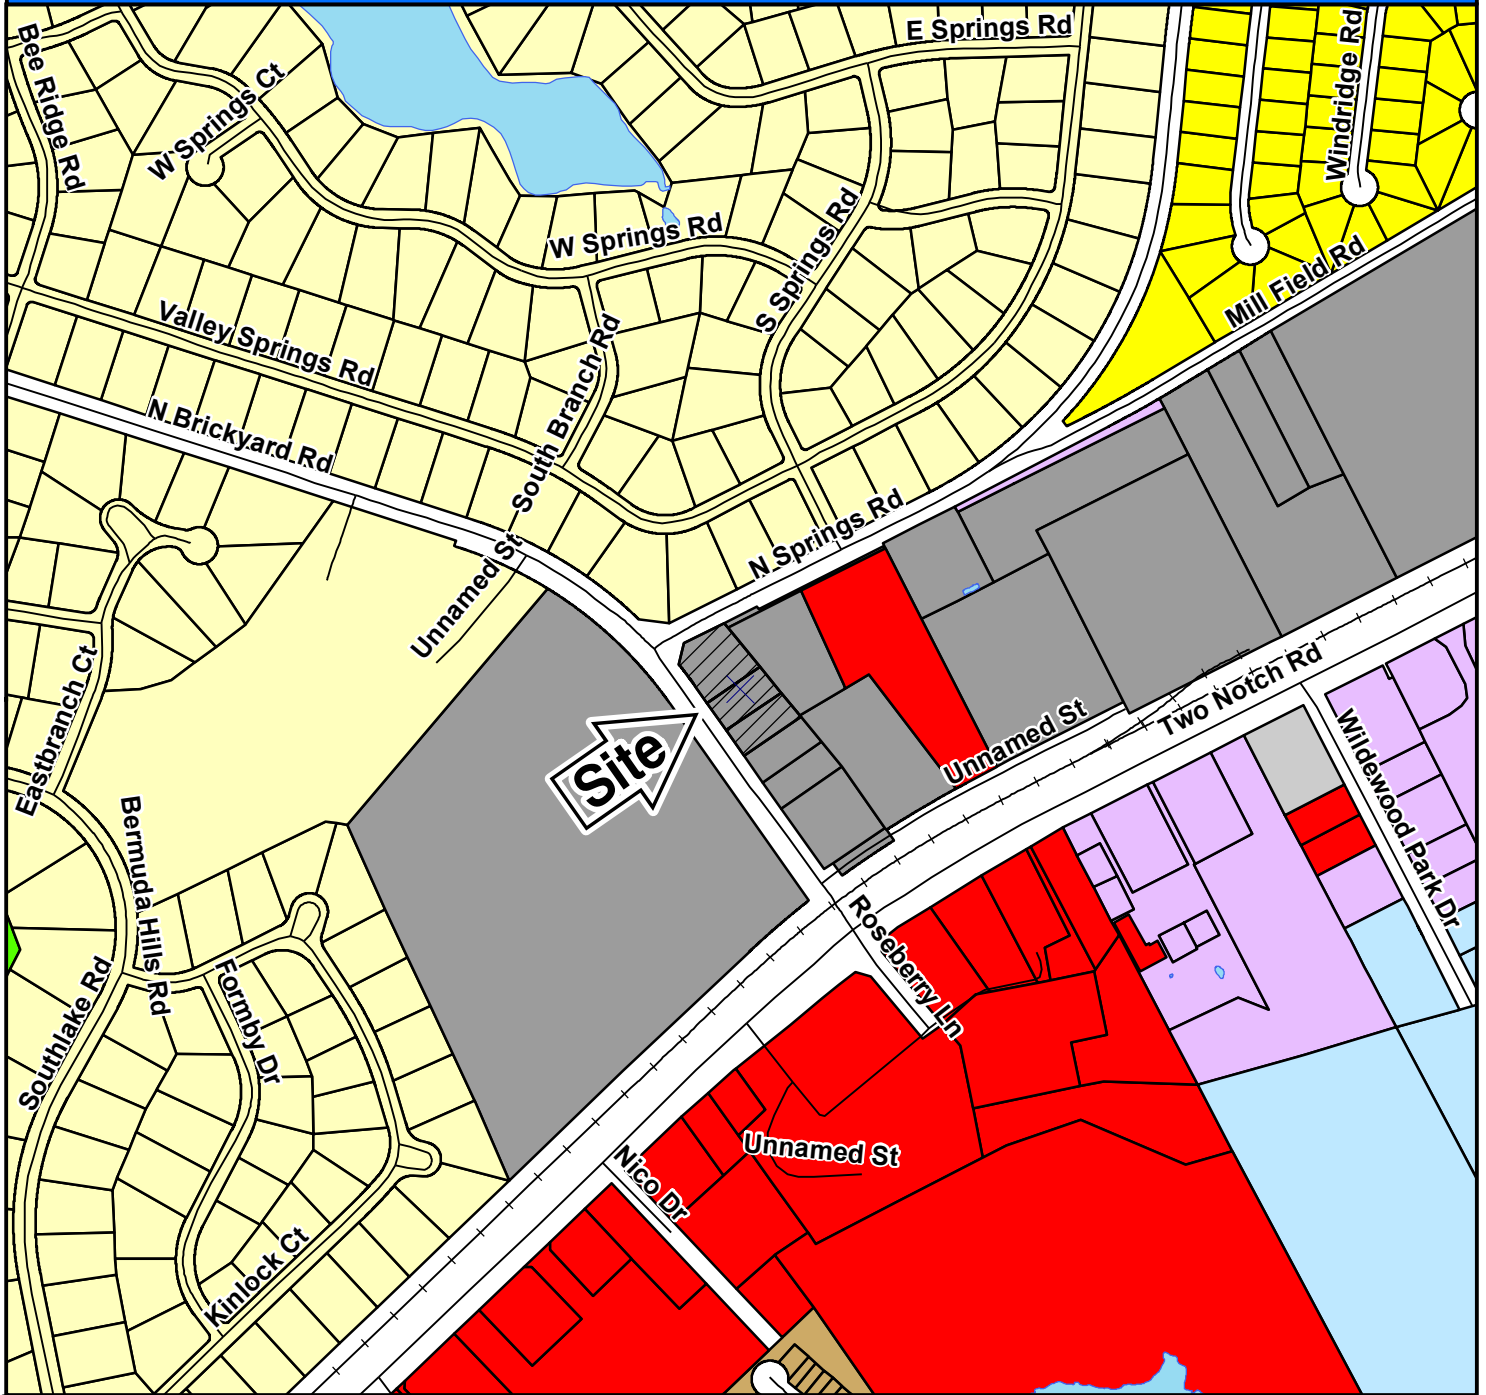 E Springs Rd
Windridge Rd
Bee Ridge Rd
W Springs Ct
W Springs Rd
S Springs Rd
Mill Field Rd
Valley Springs Rd
South Branch Rd
N Brickyard Rd
N Springs Rd
Unnamed St
Two Notch Rd
Unnamed St
Site
Wildewood Park Dr
Eastbranch Ct
Bermuda Hills Rd
Roseberry Ln
Southlake Rd
Formby Dr
Unnamed St
Nico Dr
Kinlock Ct